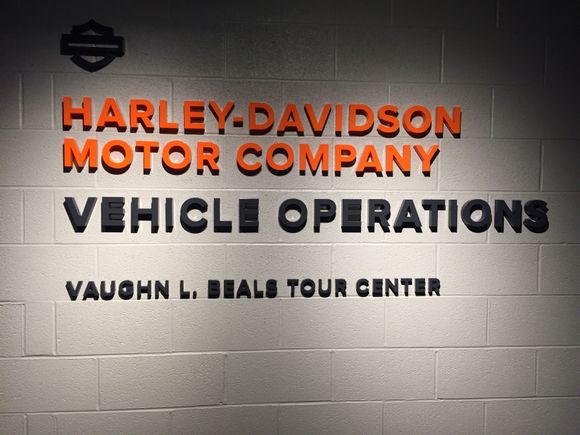 HARLEY-DAVIDSON
MOTOR COMPANY
VEHICLE OPERATIONS
VAUGHN L. BEALS TOUR CENTER